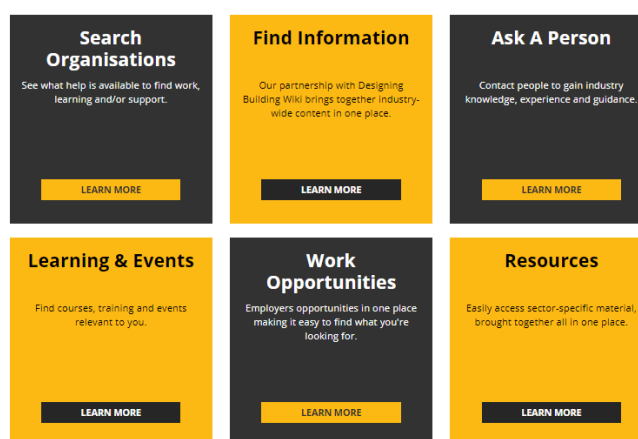 Search
Organisations
See what help is available to find work,
learning and/or support.
LEARN MORE
Find Information
Our partnership with Designing
Building Wiki brings together industry-
wide content in one place.
LEARN MORE
Ask A Person
Contact people to gain industry
knowledge, experience and guidance.
LEARN MORE
Learning & Events
Find courses, training and events
relevant to you.
LEARN MORE
Work
Opportunities
Employers opportunities in one place
making it easy to find what you're
looking for.
LEARN MORE
Resources
Easily access sector-specific material,
brought together all in one place.
LEARN MORE